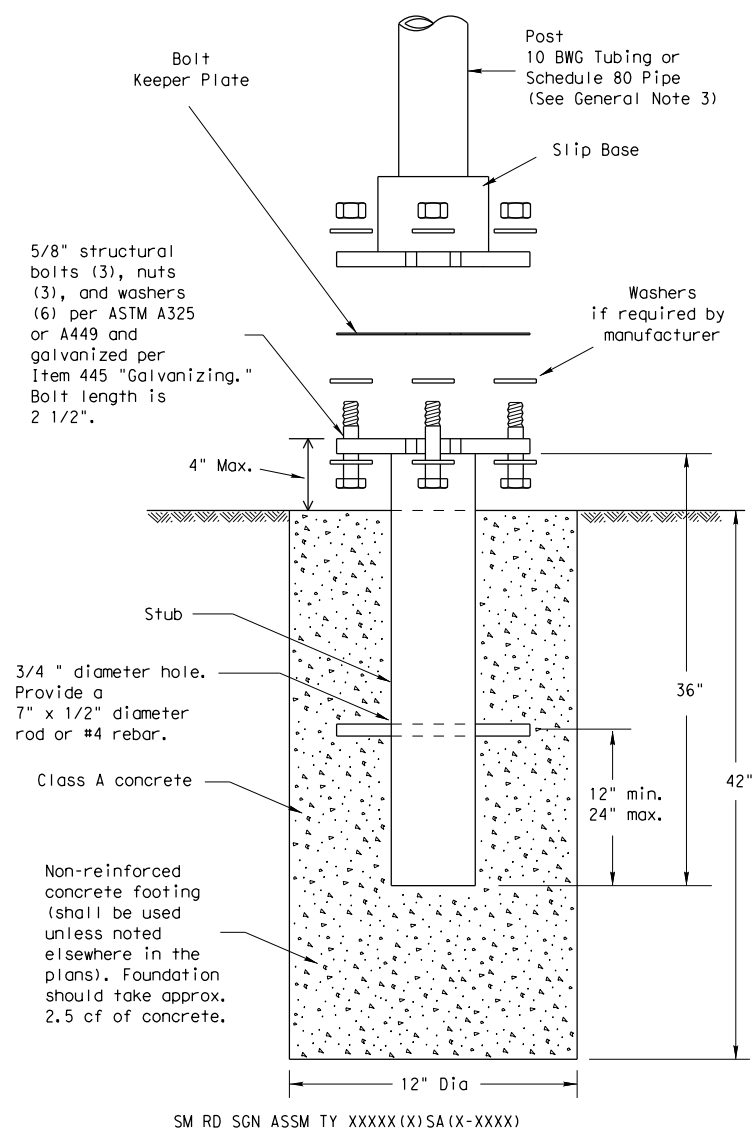 Bolt
Keeper Plate
Post
10 BWG Tubing or
Schedule 80 Pipe
(See General Note 3)
Slip Base
5/8" structural
bolts (3), nuts
(3), and washers
(6) per ASTM A325
or A449 and
galvanized per
Item 445 "Galvanizing."
Bolt length is
2 1/2".
Washers
if required by
manufacturer
4" Max.
Stub
3/4 " diameter hole.
Provide a
7" x 1/2" diameter
rod or #4 rebar.
36"
Class A concrete
12" min.
24" max.
42"
Non-reinforced
concrete footing
(shall be used
unless noted
elsewhere in the
plans). Foundation
should take approx.
2.5 cf of concrete.
12" Dia
SM RD SGN ASSM TY XXXXX(X)SA(X-XXXX)